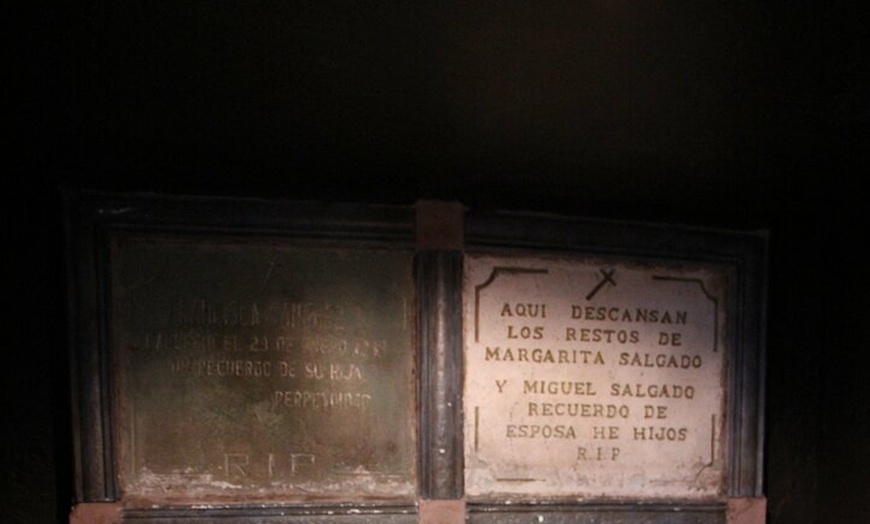 EL 23 DE
RECUERDO DE SU HIJA
PERPETUIDAD
R I P
AQUI DESCANSAN
LOS RESTOS DE
MARGARITA SALGADO
Y MIGUEL SALGADO
RECUERDO DE
ESPOSA HE HIJOS
R.I.P